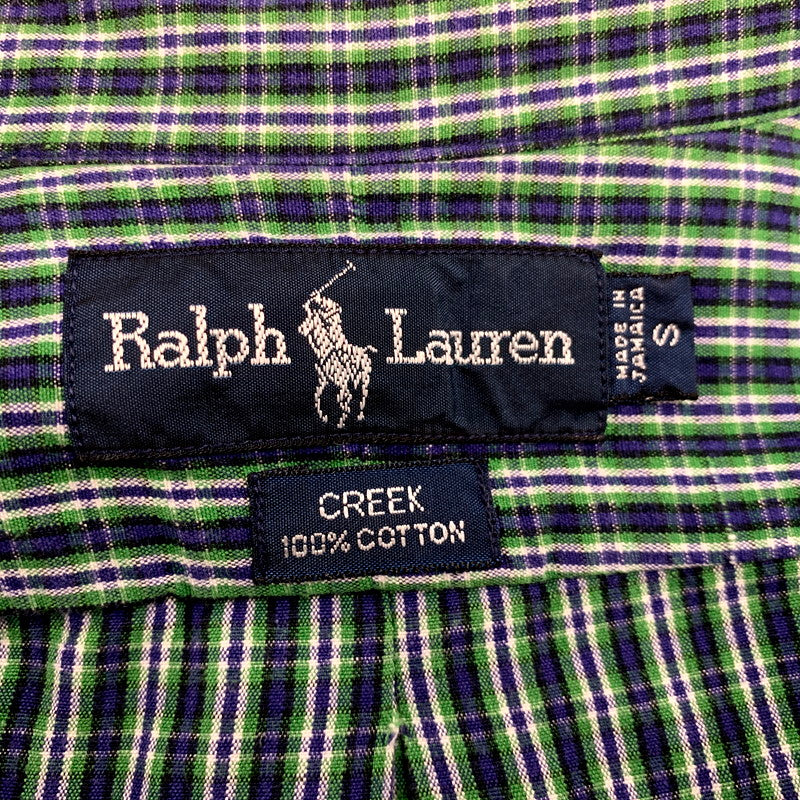 Ralph Lauren
MADE IN
JAMAICA
S
CREEK
100% COTTON